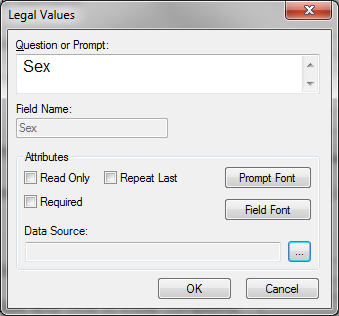 Legal Values
Question or Prompt:
Sex
Field Name:
Sex
Attributes
Read Only Repeat Last Prompt Font
Required Field Font
Data Source:
...
OK Cancel